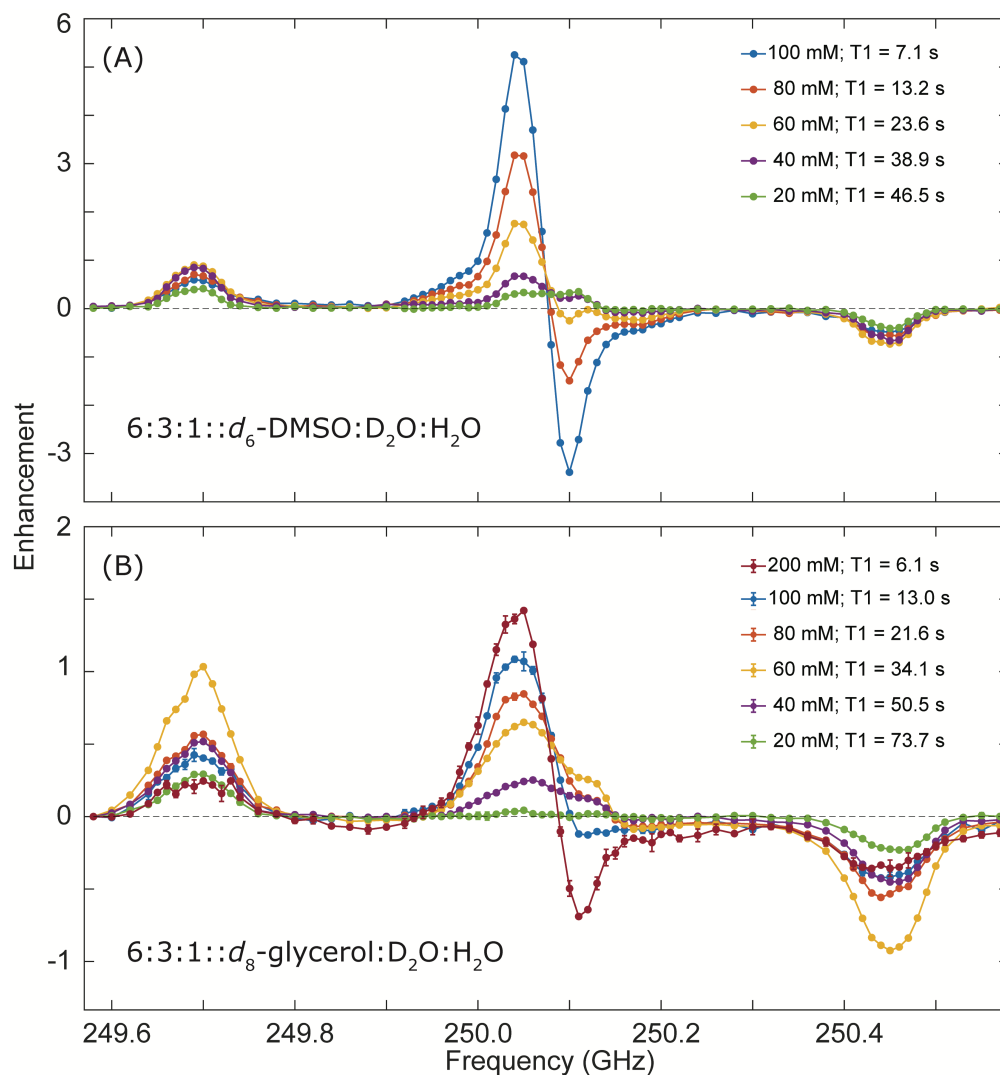 6
(A)
100 mM; T1 = 7.1 s
80 mM; T1 = 13.2 s
60 mM; T1 = 23.6 s
40 mM; T1 = 38.9 s
20 mM; T1 = 46.5 s
3
0
-3
6:3:1::d6-DMSO:D2O:H2O
Enhancement
2
(B)
200 mM; T1 = 6.1 s
100 mM; T1 = 13.0 s
80 mM; T1 = 21.6 s
60 mM; T1 = 34.1 s
40 mM; T1 = 50.5 s
20 mM; T1 = 73.7 s
1
0
-1
6:3:1::d8-glycerol:D2O:H2O
249.6 249.8 250.0 250.2 250.4
Frequency (GHz)